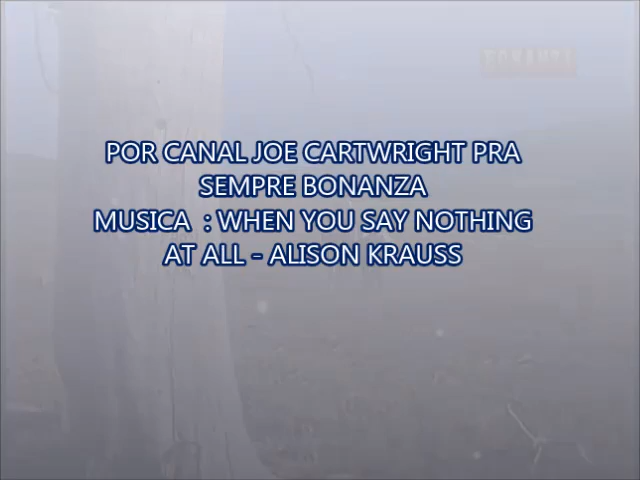 POR CANAL JOE CARTWRIGHT PRA
SEMPRE BONANZA
MUSICA : WHEN YOU SAY NOTHING
AT ALL - ALISON KRAUSS